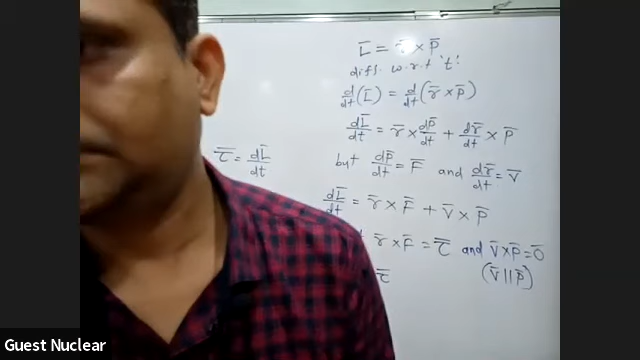 L̄ = r̄ × P̄
diff. w.r.t 't'
d/dt (L̄) = d/dt (r̄ × P̄)
dL̄/dt = r̄ × dP̄/dt + dr̄/dt × P̄
τ̄ = dL̄/dt
but dP̄/dt = F̄ and dr̄/dt = V̄
dL̄/dt = r̄ × F̄ + V̄ × P̄
r̄ × F̄ = τ̄ and V̄ × P̄ = 0̄
τ̄ (V̄ || P̄)
Guest Nuclear